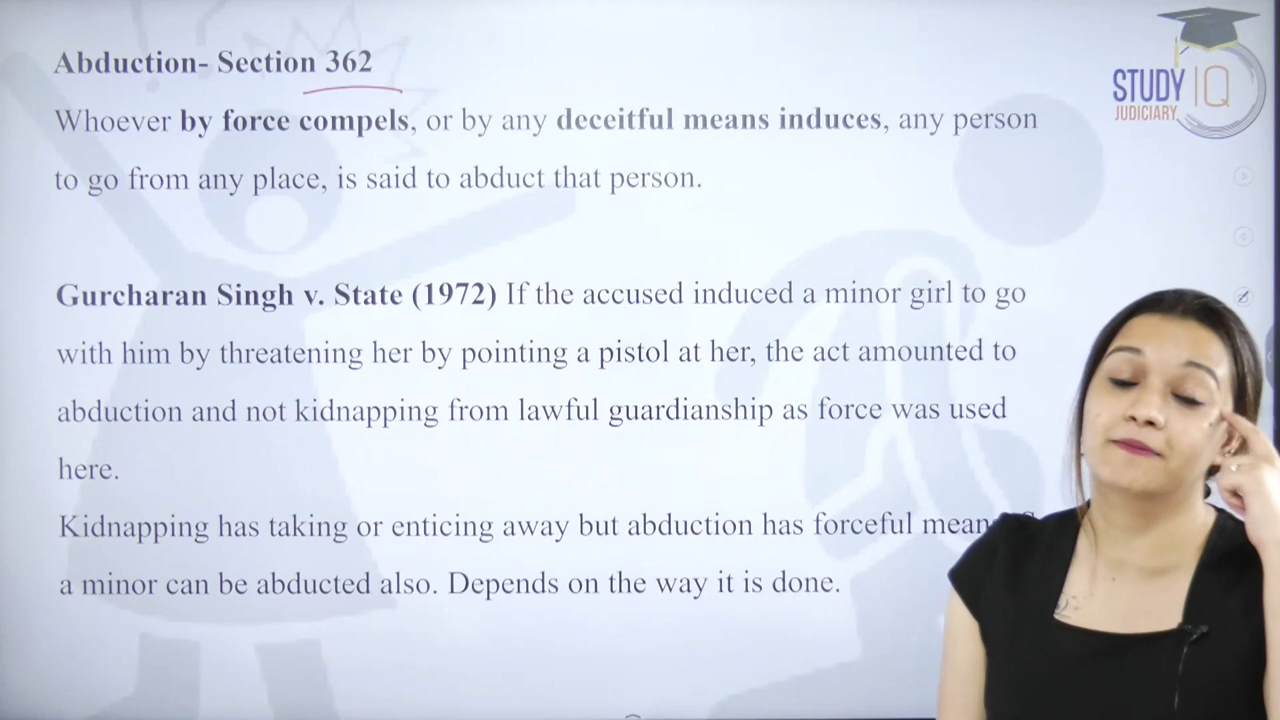 Abduction- Section 362
Whoever by force compels, or by any deceitful means induces, any person
to go from any place, is said to abduct that person.
Gurcharan Singh v. State (1972) If the accused induced a minor girl to go
with him by threatening her by pointing a pistol at her, the act amounted to
abduction and not kidnapping from lawful guardianship as force was used
here.
Kidnapping has taking or enticing away but abduction has forceful
a minor can be abducted also. Depends on the way it is done.
STUDY IQ
JUDICIARY